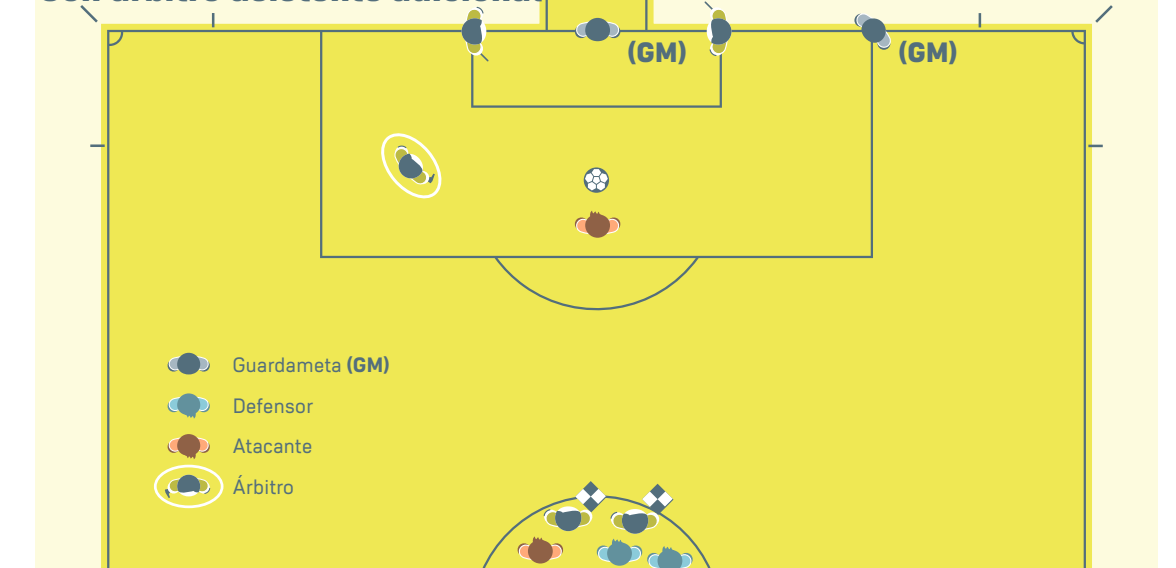 (GM)
(GM)
Guardameta (GM)
Defensor
Atacante
Árbitro